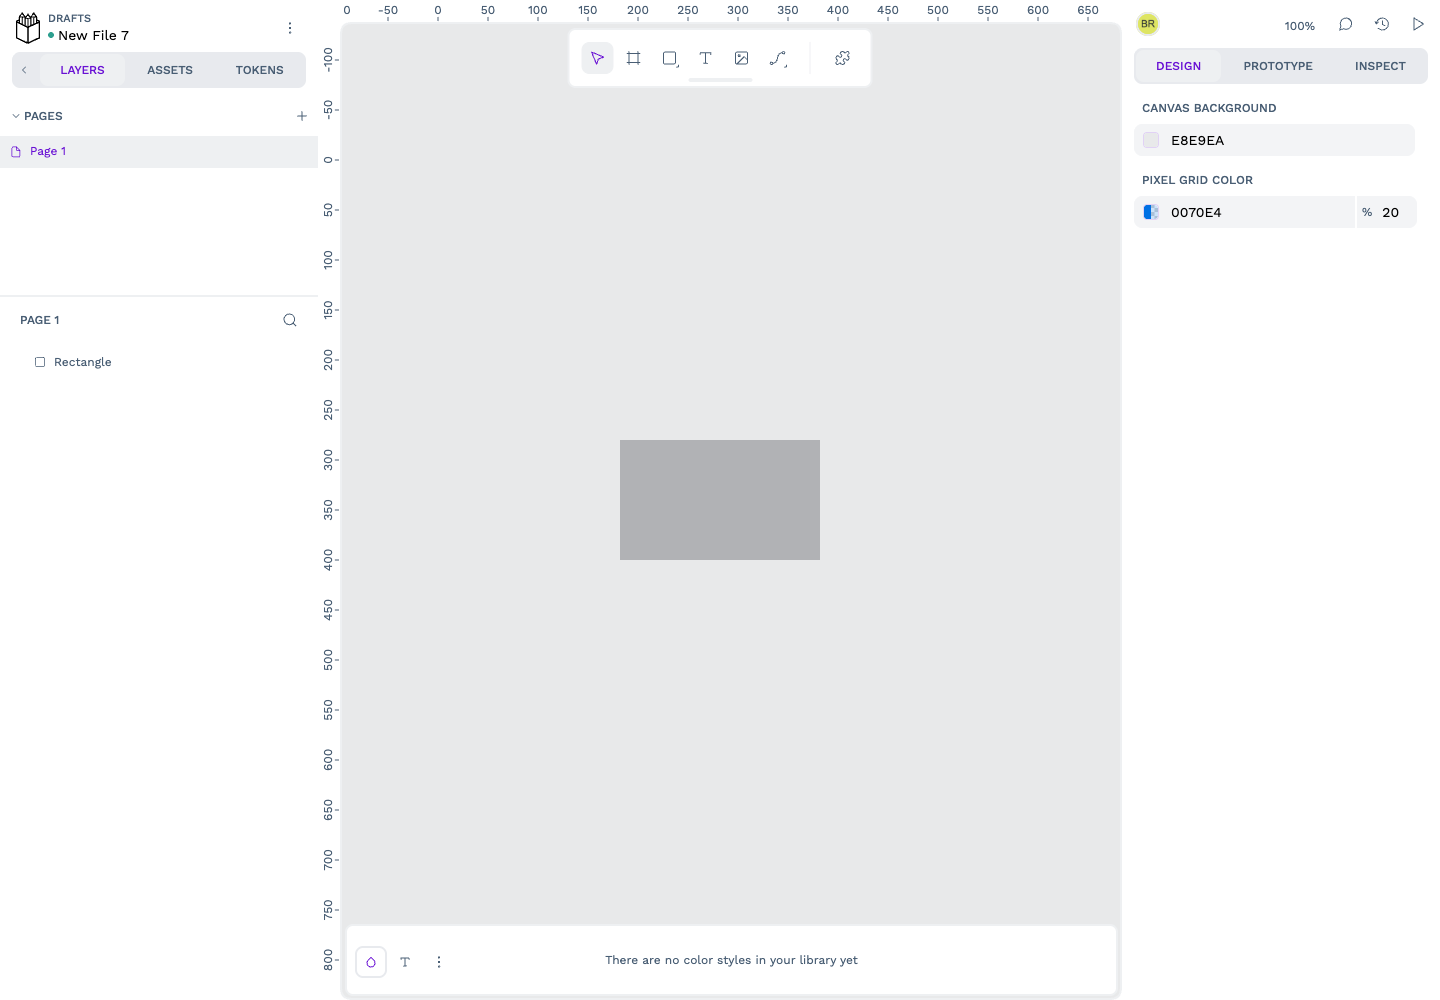 DRAFTS
New File 7
LAYERS
ASSETS
TOKENS
PAGES
Page 1
PAGE 1
Rectangle
0 -50 0 50 100 150 200 250 300 350 400 450 500 550 600 650
-100
-50
0
50
100
150
200
250
300
350
400
450
500
550
600
650
700
750
800
T
There are no color styles in your library yet
BR
100%
DESIGN
PROTOTYPE
INSPECT
CANVAS BACKGROUND
E8E9EA
PIXEL GRID COLOR
0070E4
% 20